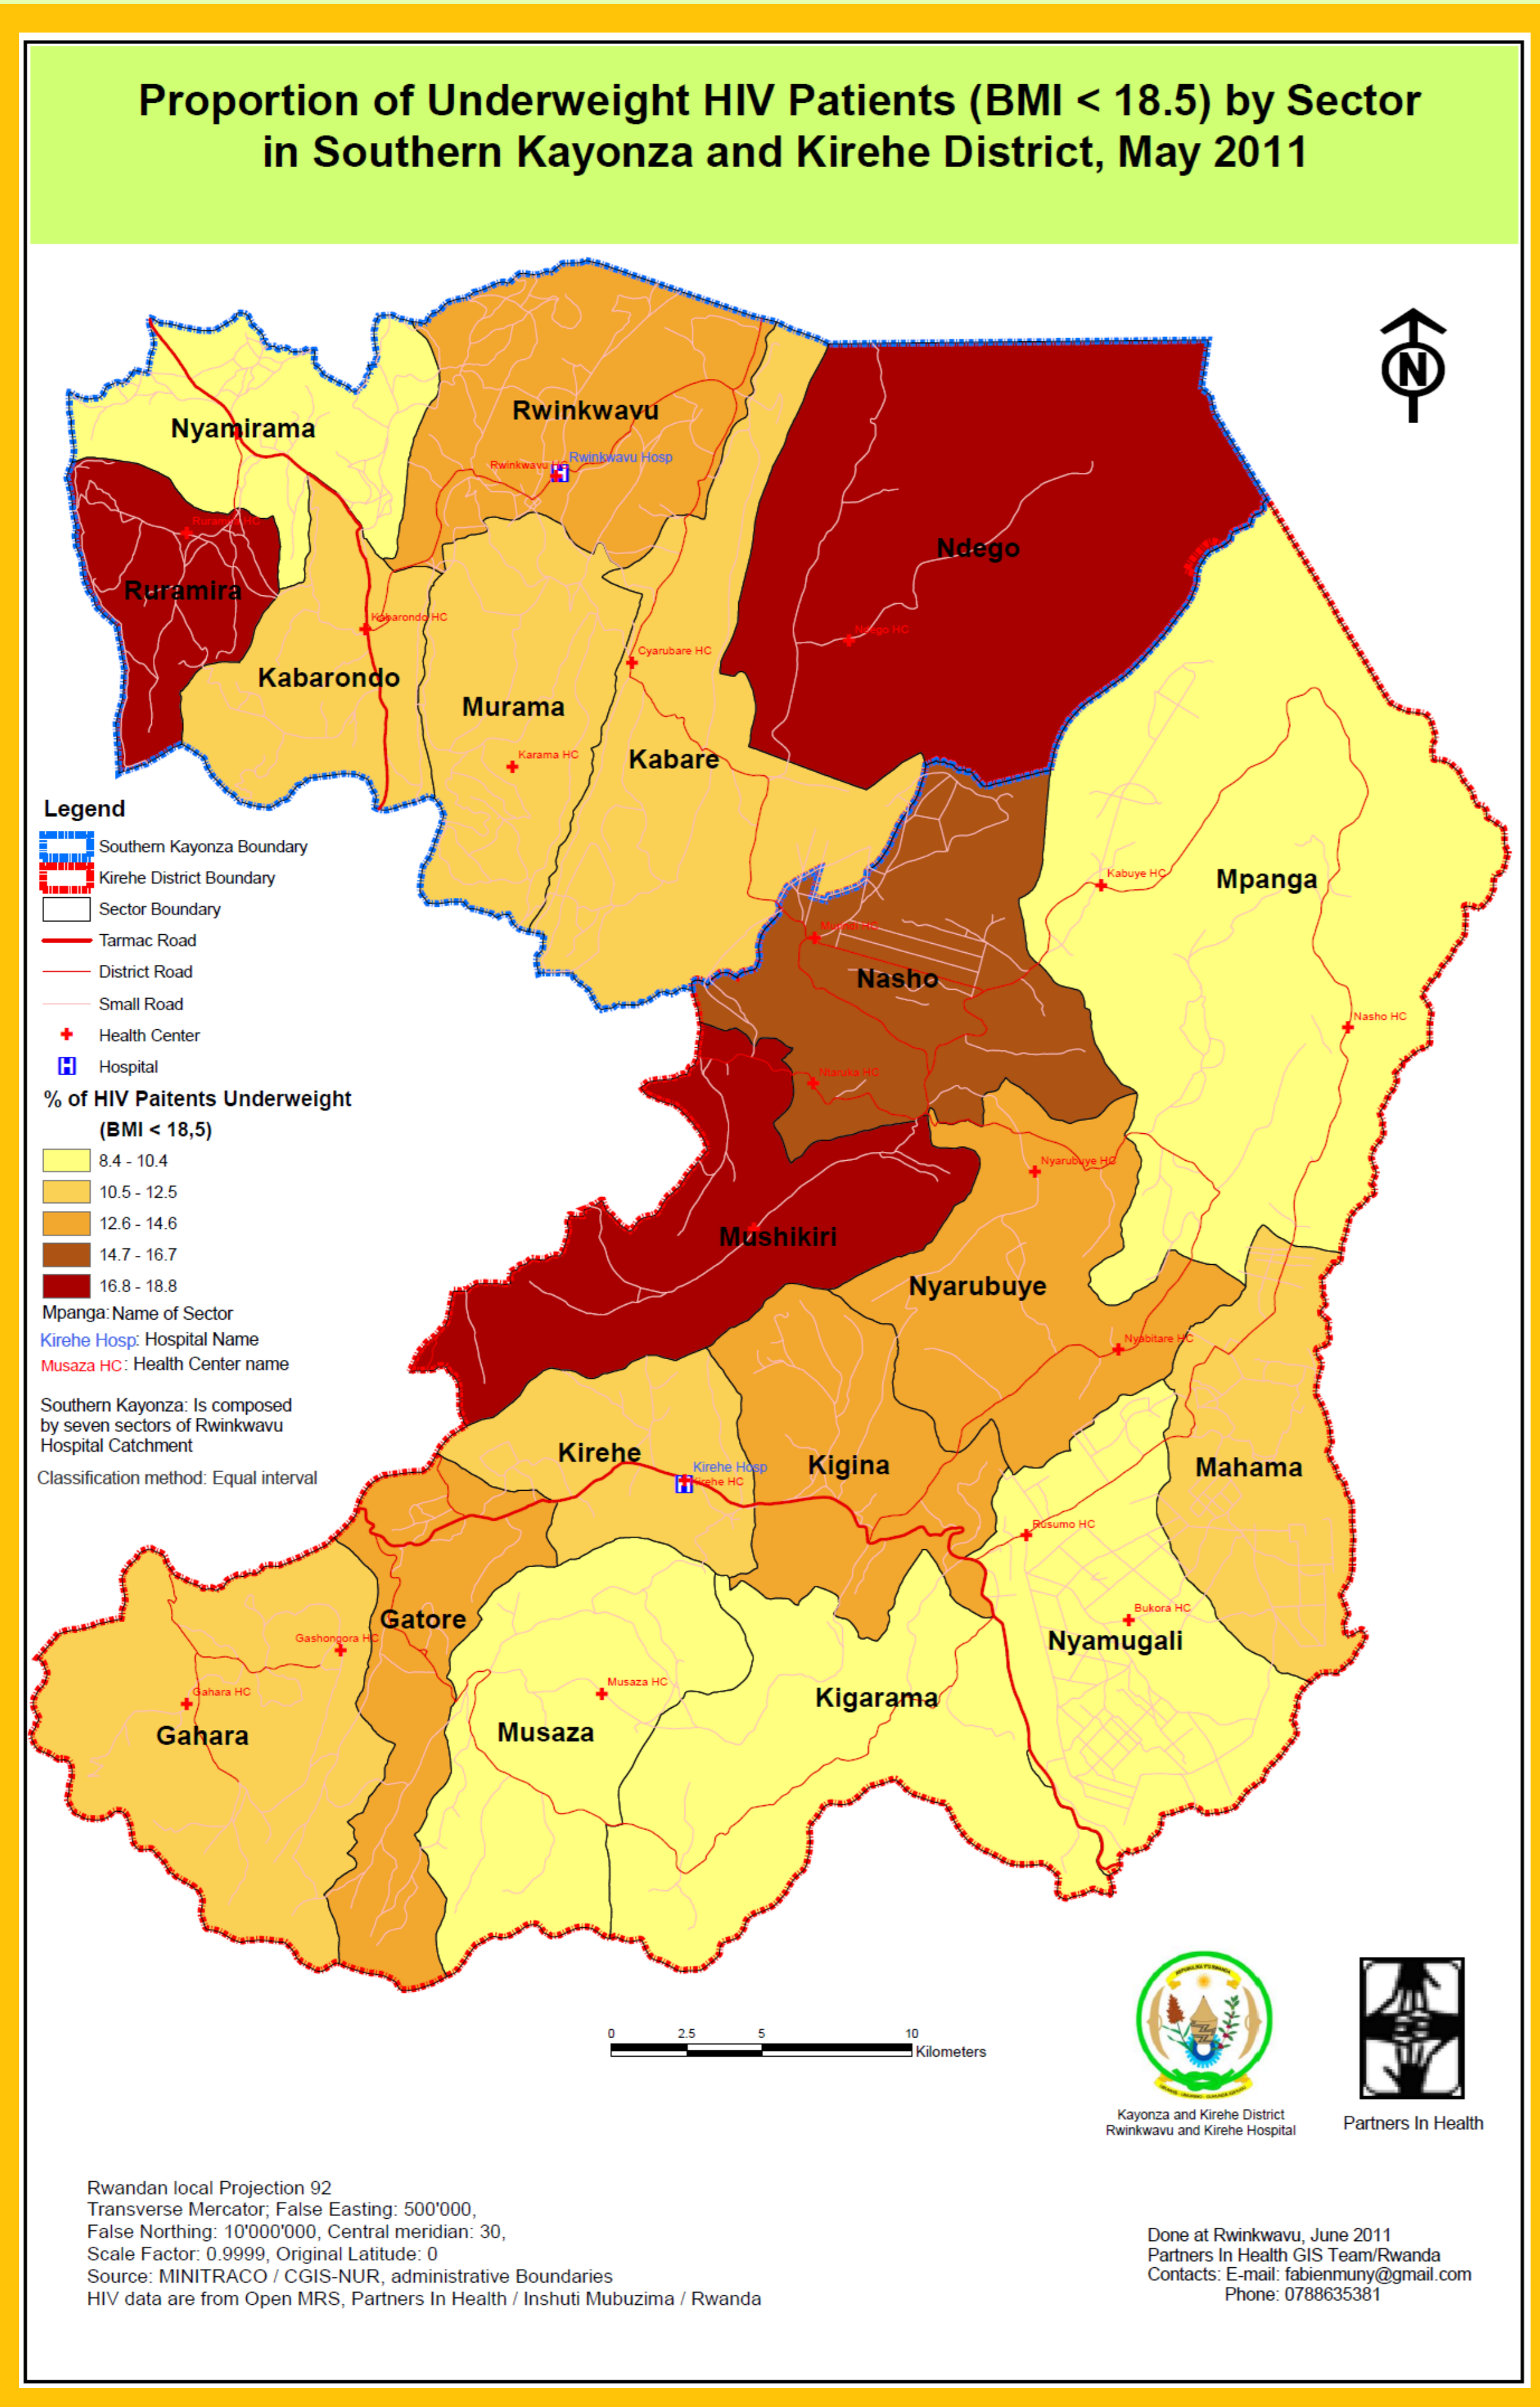 Proportion of Underweight HIV Patients (BMI < 18.5) by Sector
in Southern Kayonza and Kirehe District, May 2011
N
Nyamirama
Rwinkwavu
Rwinkwavu Hosp
Rwinkwavu HC
Ndego
Ruramira HC
Ruramira
Kabarondo HC
Ndego HC
Cyarubare HC
Kabarondo
Murama
Karama HC
Kabare
Legend
Southern Kayonza Boundary
Kirehe District Boundary
Sector Boundary
Tarmac Road
District Road
Small Road
Health Center
Hospital
% of HIV Paitents Underweight
(BMI < 18,5)
8.4 - 10.4
10.5 - 12.5
12.6 - 14.6
14.7 - 16.7
16.8 - 18.8
Mpanga: Name of Sector
Kirehe Hosp: Hospital Name
Musaza HC: Health Center name
Southern Kayonza: Is composed
by seven sectors of Rwinkwavu
Hospital Catchment
Classification method: Equal interval
Kabuye HC
Mpanga
HC
Nasho
Nasho HC
Ntaruka HC
Nyarubuye HC
Mushikiri
Nyarubuye
Nyabitare HC
Kirehe
Kirehe Hosp
Kirehe HC
Kigina
Mahama
Rusumo HC
Gatore
Bukora HC
Gashongora HC
Nyamugali
Musaza HC
Gahara HC
Kigarama
Musaza
Gahara
0 2.5 5 10
Kilometers
Kayonza and Kirehe District
Rwinkwavu and Kirehe Hospital
Partners In Health
Rwandan local Projection 92
Transverse Mercator; False Easting: 500'000,
False Northing: 10'000'000, Central meridian: 30,
Scale Factor: 0.9999, Original Latitude: 0
Source: MINITRACO / CGIS-NUR, administrative Boundaries
HIV data are from Open MRS, Partners In Health / Inshuti Mubuzima / Rwanda
Done at Rwinkwavu, June 2011
Partners In Health GIS Team/Rwanda
Contacts: E-mail: fabienmuny@gmail.com
Phone: 0788635381